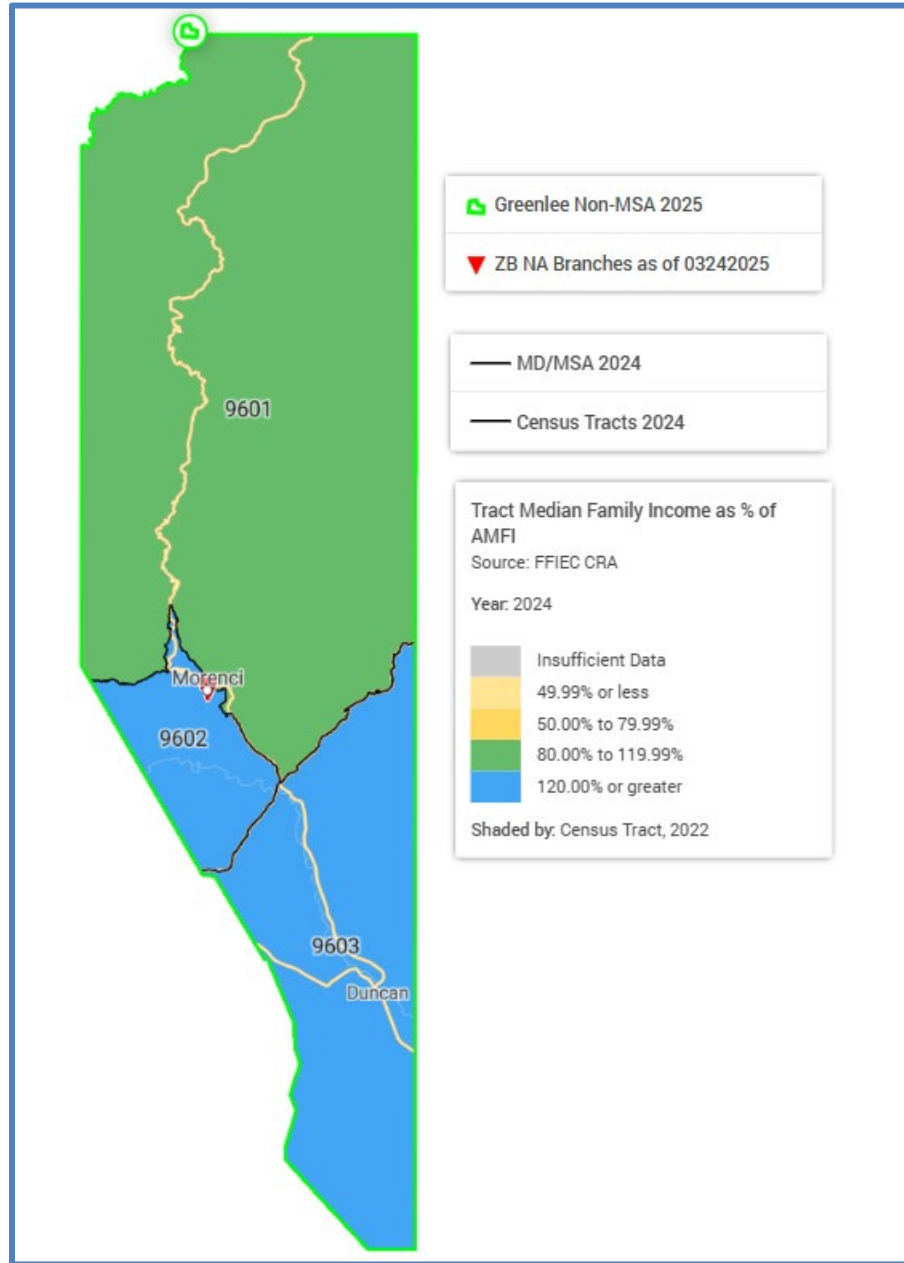 9601
Morenci
9602
9603
Duncan
Greenlee Non-MSA 2025
ZB NA Branches as of 03242025
MD/MSA 2024
Census Tracts 2024
Tract Median Family Income as % of
AMFI
Source: FFIEC CRA
Year: 2024
Insufficient Data
49.99% or less
50.00% to 79.99%
80.00% to 119.99%
120.00% or greater
Shaded by: Census Tract, 2022